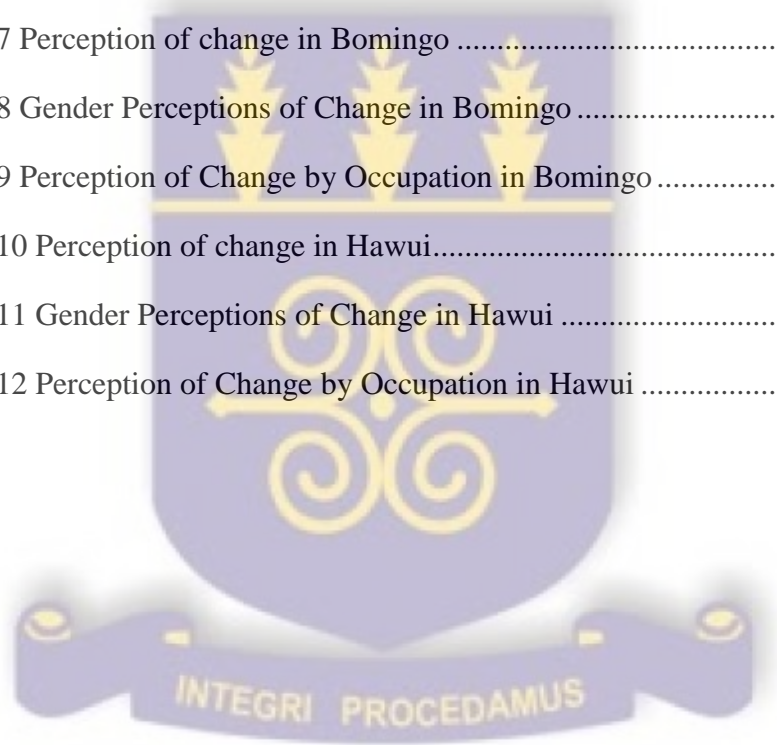 7 Perception of change in Bomingo ....................................
8 Gender Perceptions of Change in Bomingo ......................
9 Perception of Change by Occupation in Bomingo .............
10 Perception of change in Hawui.......................................
11 Gender Perceptions of Change in Hawui ........................
12 Perception of Change by Occupation in Hawui ...............
INTEGRI PROCEDAMUS